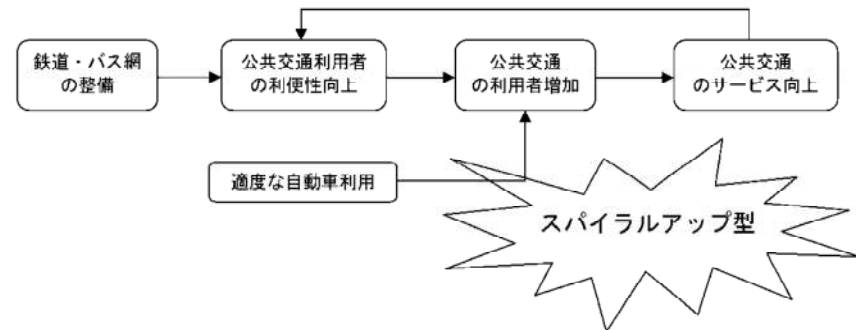 鉄道・バス網
の整備
公共交通利用者
の利便性向上
公共交通
の利用者増加
公共交通
のサービス向上
適度な自動車利用
スパイラルアップ型